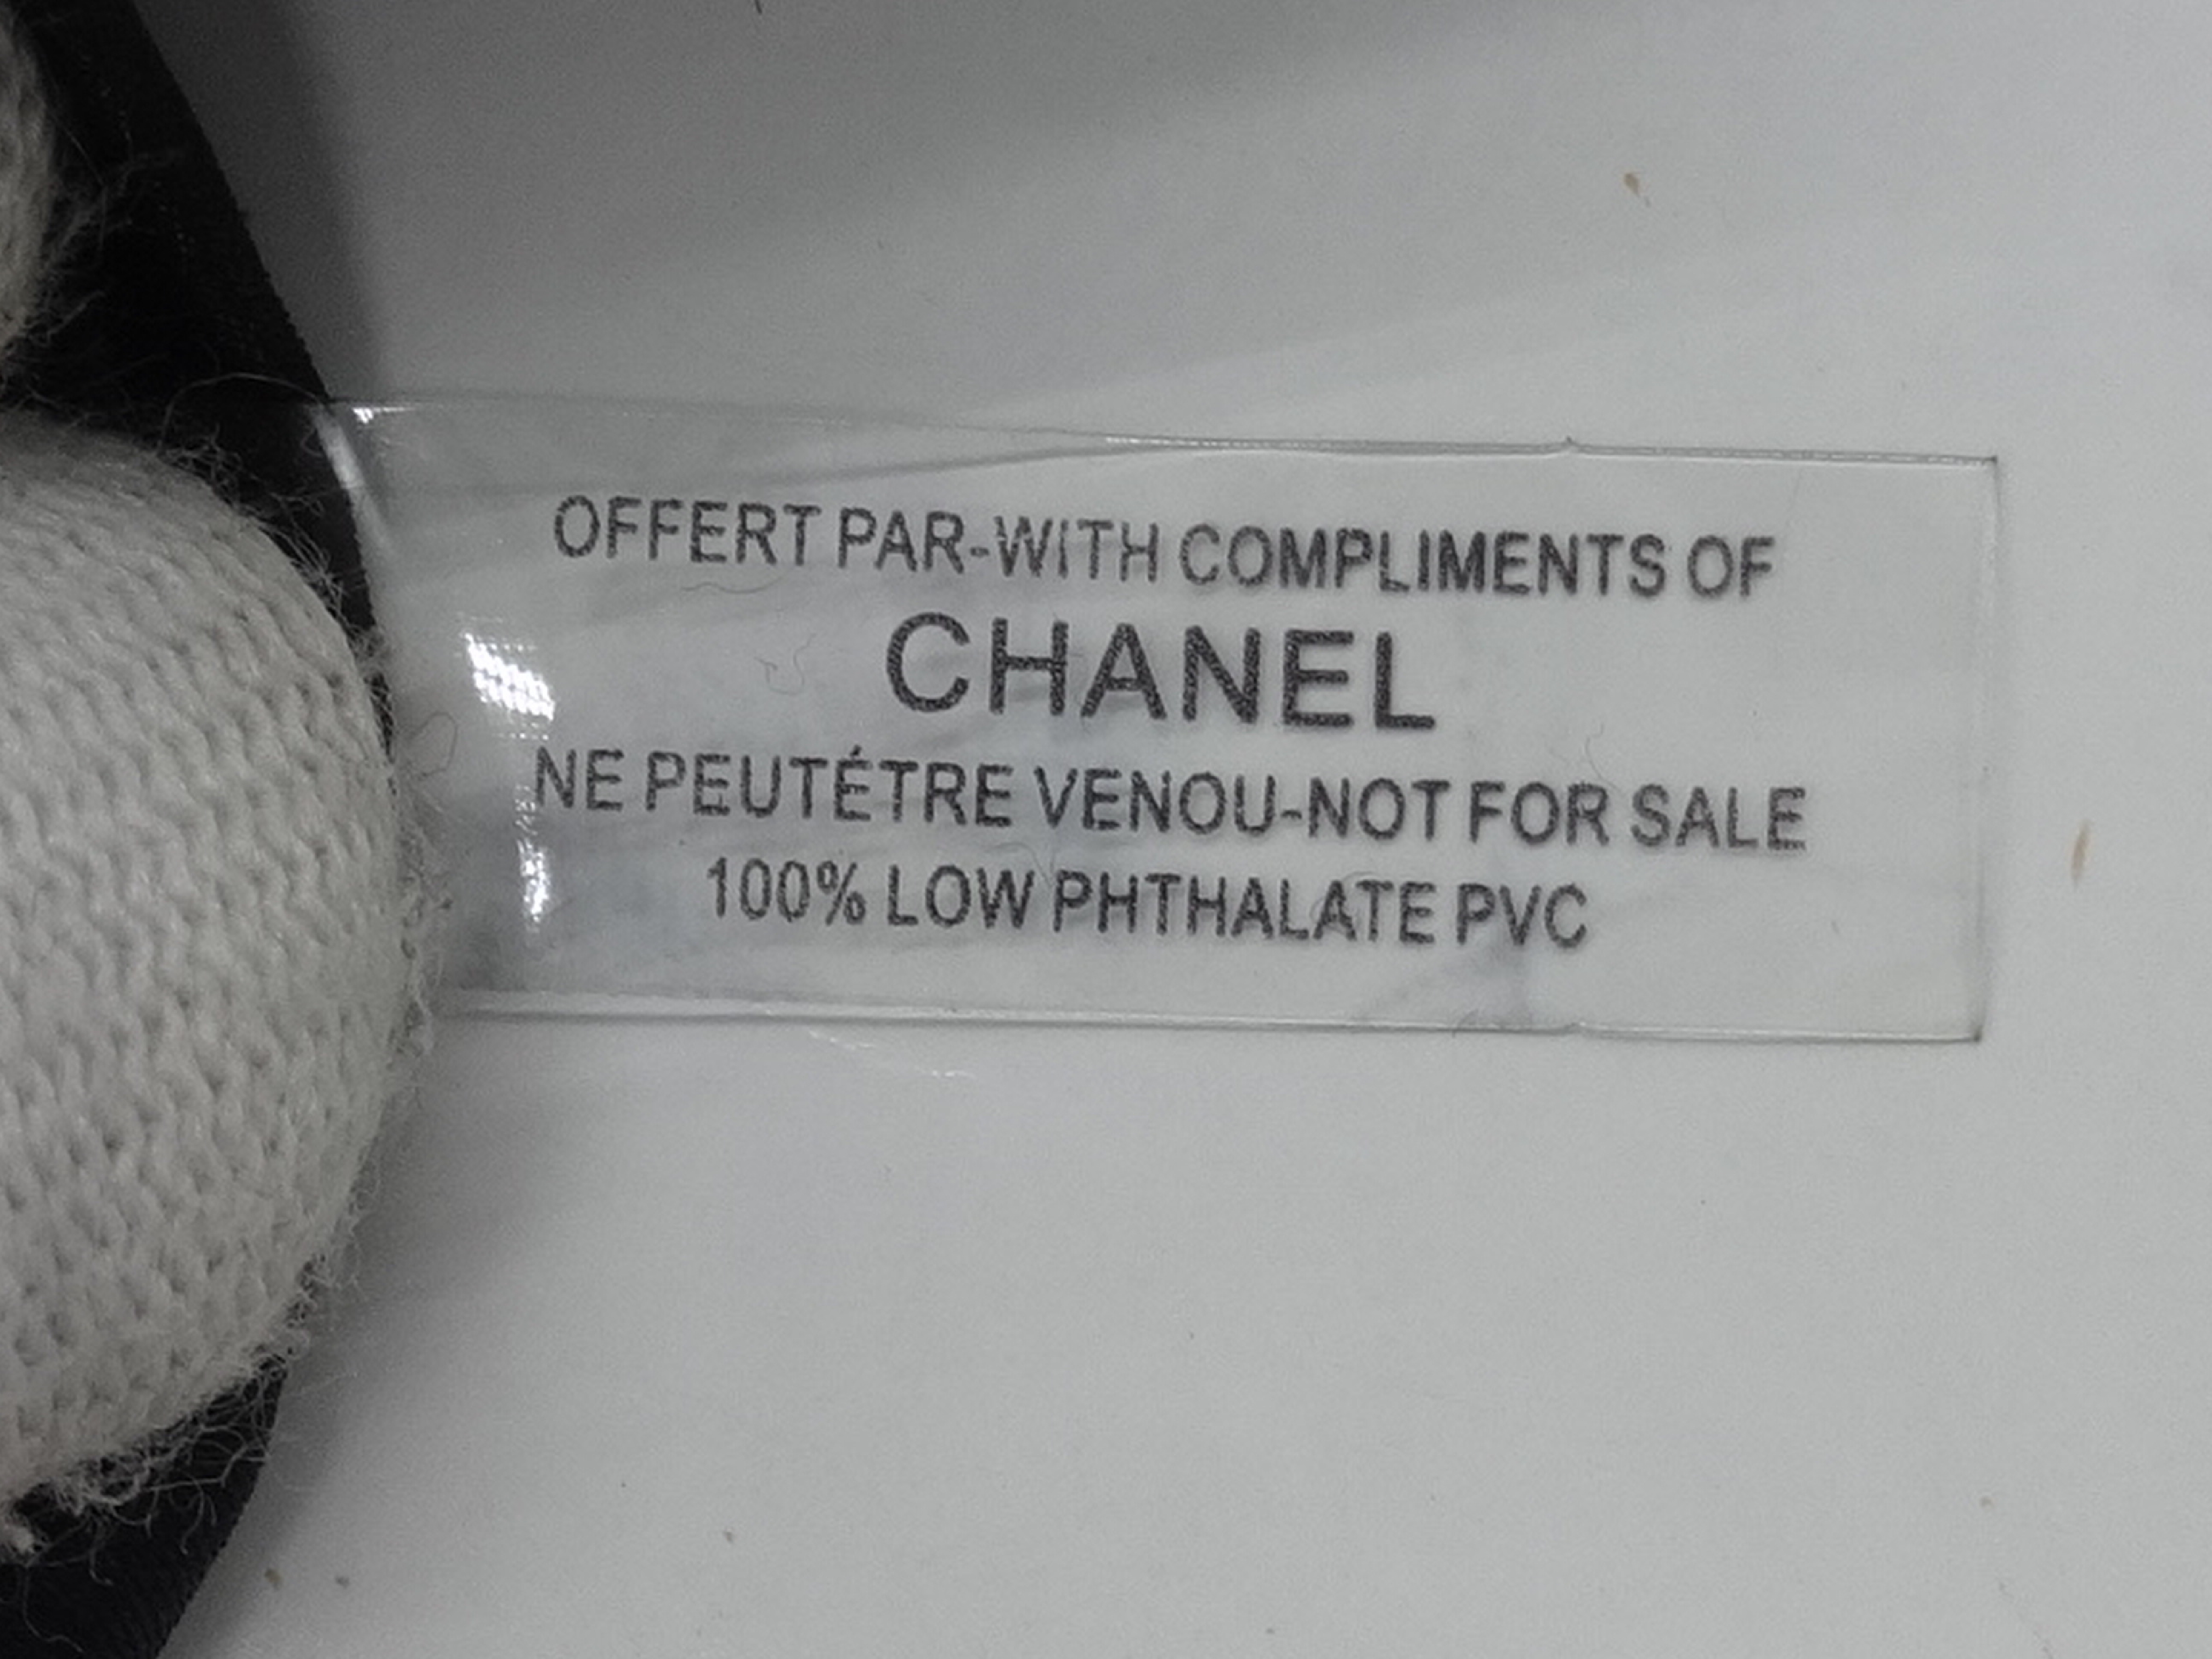 OFFERT PAR-WITH COMPLIMENTS OF
CHANEL
NE PEUTÉTRE VENOU-NOT FOR SALE
100% LOW PHTHALATE PVC